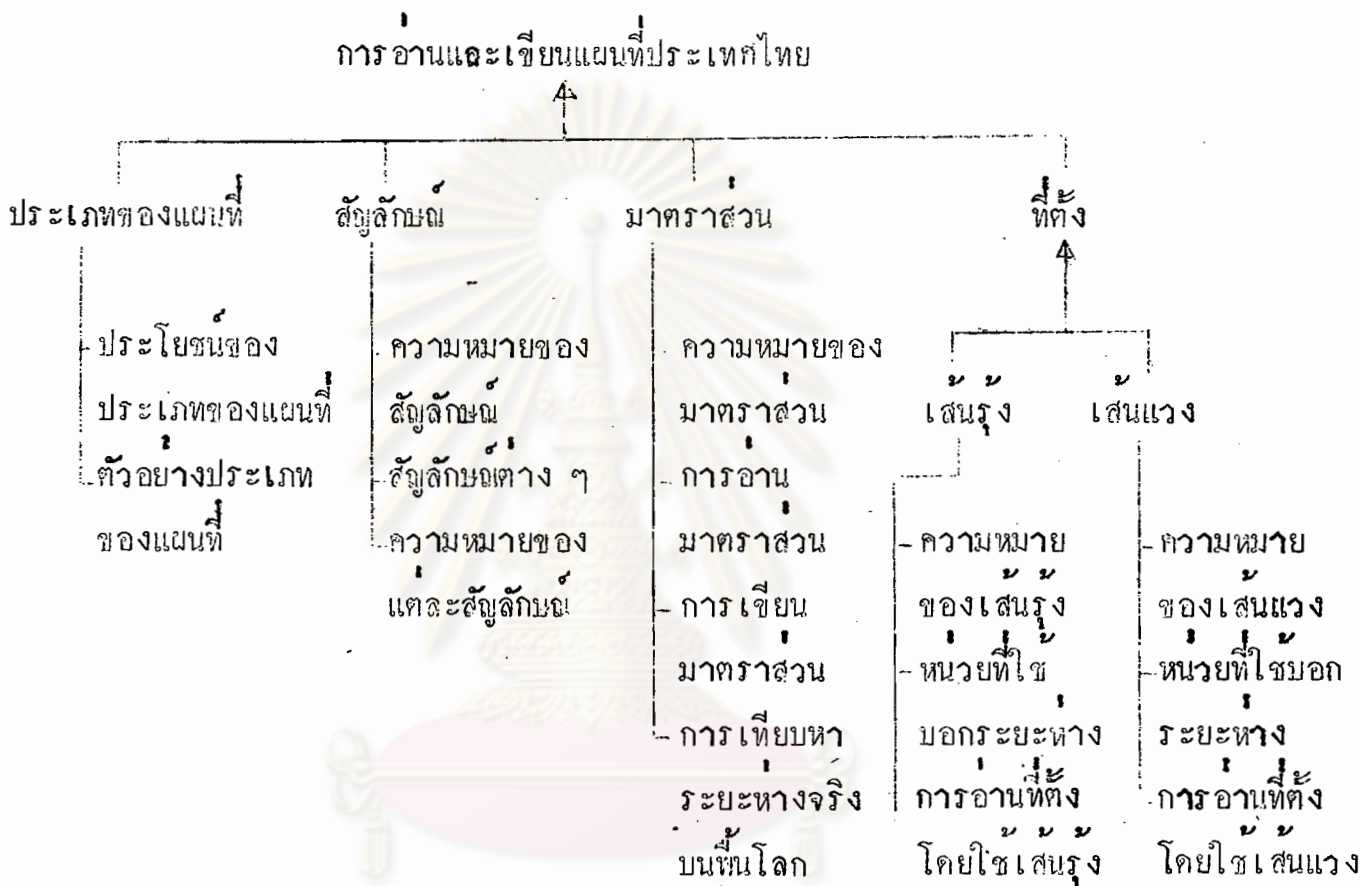 การอ่านและเขียนแผนที่ประเทศไทย
ประเภทของแผนที่
สัญลักษณ์
มาตราส่วน
ที่ตั้ง
- ประโยชน์ของ
ประเภทของแผนที่
- ตัวอย่างประเภท
ของแผนที่
- ความหมายของ
สัญลักษณ์
- สัญลักษณ์ต่าง ๆ
- ความหมายของ
แต่ละสัญลักษณ์
- ความหมายของ
มาตราส่วน
- การอ่าน
มาตราส่วน
- การเขียน
มาตราส่วน
- การเทียบหา
ระยะห่างจริง
บนพื้นโลก
เส้นรุ้ง
เส้นแวง
- ความหมาย
ของเส้นรุ้ง
- หน่วยที่ใช้
บอกระยะห่าง
การอ่านที่ตั้ง
โดยใช้เส้นรุ้ง
- ความหมาย
ของเส้นแวง
- หน่วยที่ใช้บอก
ระยะห่าง
- การอ่านที่ตั้ง
โดยใช้เส้นแวง